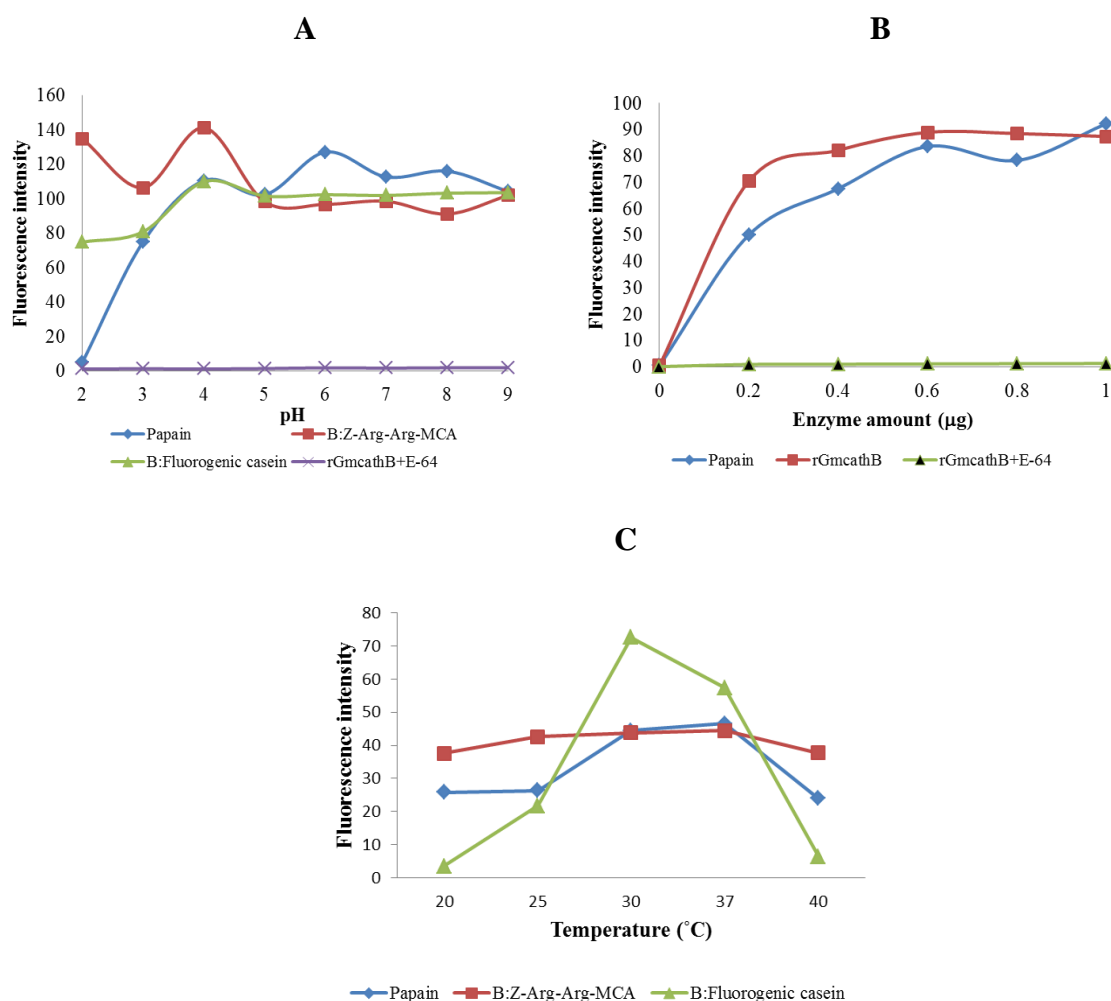 A
Fluorescence intensity
160
140
120
100
80
60
40
20
0
2 3 4 5 6 7 8 9
pH
Papain B:Z-Arg-Arg-MCA
B:Fluorogenic casein rGmcathB+E-64
B
Fluorescence intensity
100
90
80
70
60
50
40
30
20
10
0
0 0.2 0.4 0.6 0.8 1
Enzyme amount (µg)
Papain rGmcathB rGmcathB+E-64
C
Fluorescence intensity
80
70
60
50
40
30
20
10
0
20 25 30 37 40
Temperature (˚C)
Papain B:Z-Arg-Arg-MCA B:Fluorogenic casein